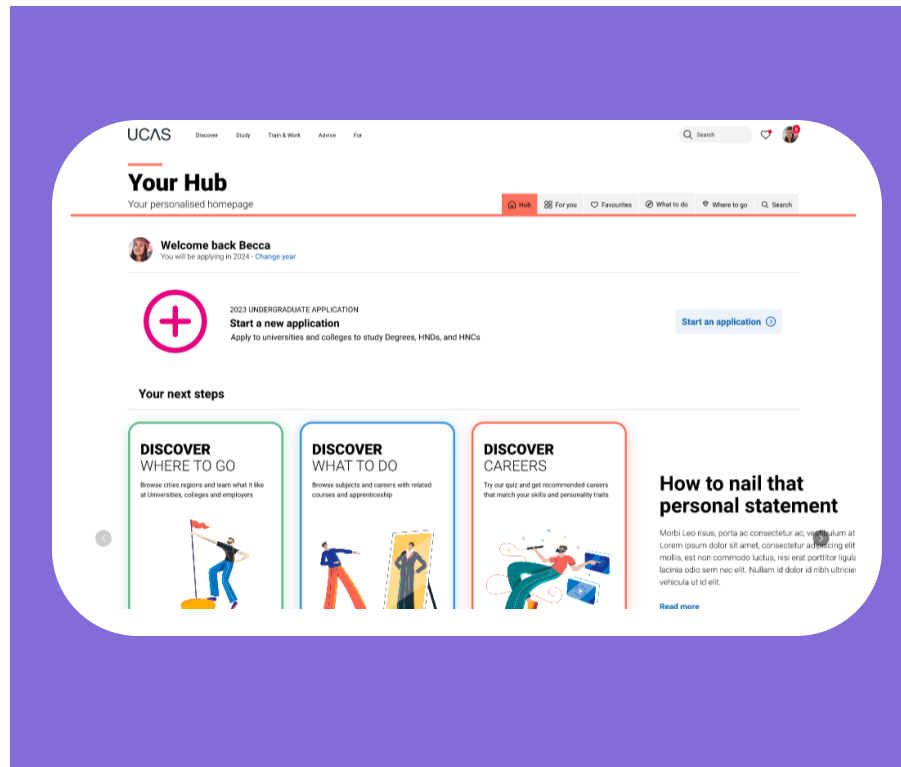 UCAS
Discover Study Train & Work Advice For
Search
Your Hub
Your personalised homepage
Hub For you Favourites What to do Where to go Search
Welcome back Becca
You will be applying in 2024 - Change year
2023 UNDERGRADUATE APPLICATION
Start a new application
Apply to universities and colleges to study Degrees, HNDs, and HNCs
Start an application
Your next steps
DISCOVER
WHERE TO GO
Browse cities regions and learn what it like
at Universities, colleges and employers
DISCOVER
WHAT TO DO
Browse subjects and careers with related
courses and apprenticeship
DISCOVER
CAREERS
Try our quiz and get recommended careers
that match your skills and personality traits
How to nail that
personal statement
Morbi Leo risus, porta ac consectetur ac, vestibulum at
Lorem ipsum dolor sit amet, consectetur adipiscing elit
mollis, est non commodo luctus, nisi erat porttitor ligula
lacinia odio sem nec elit. Nullam id dolor id nibh ultricies
vehicula ut id elit.
Read more